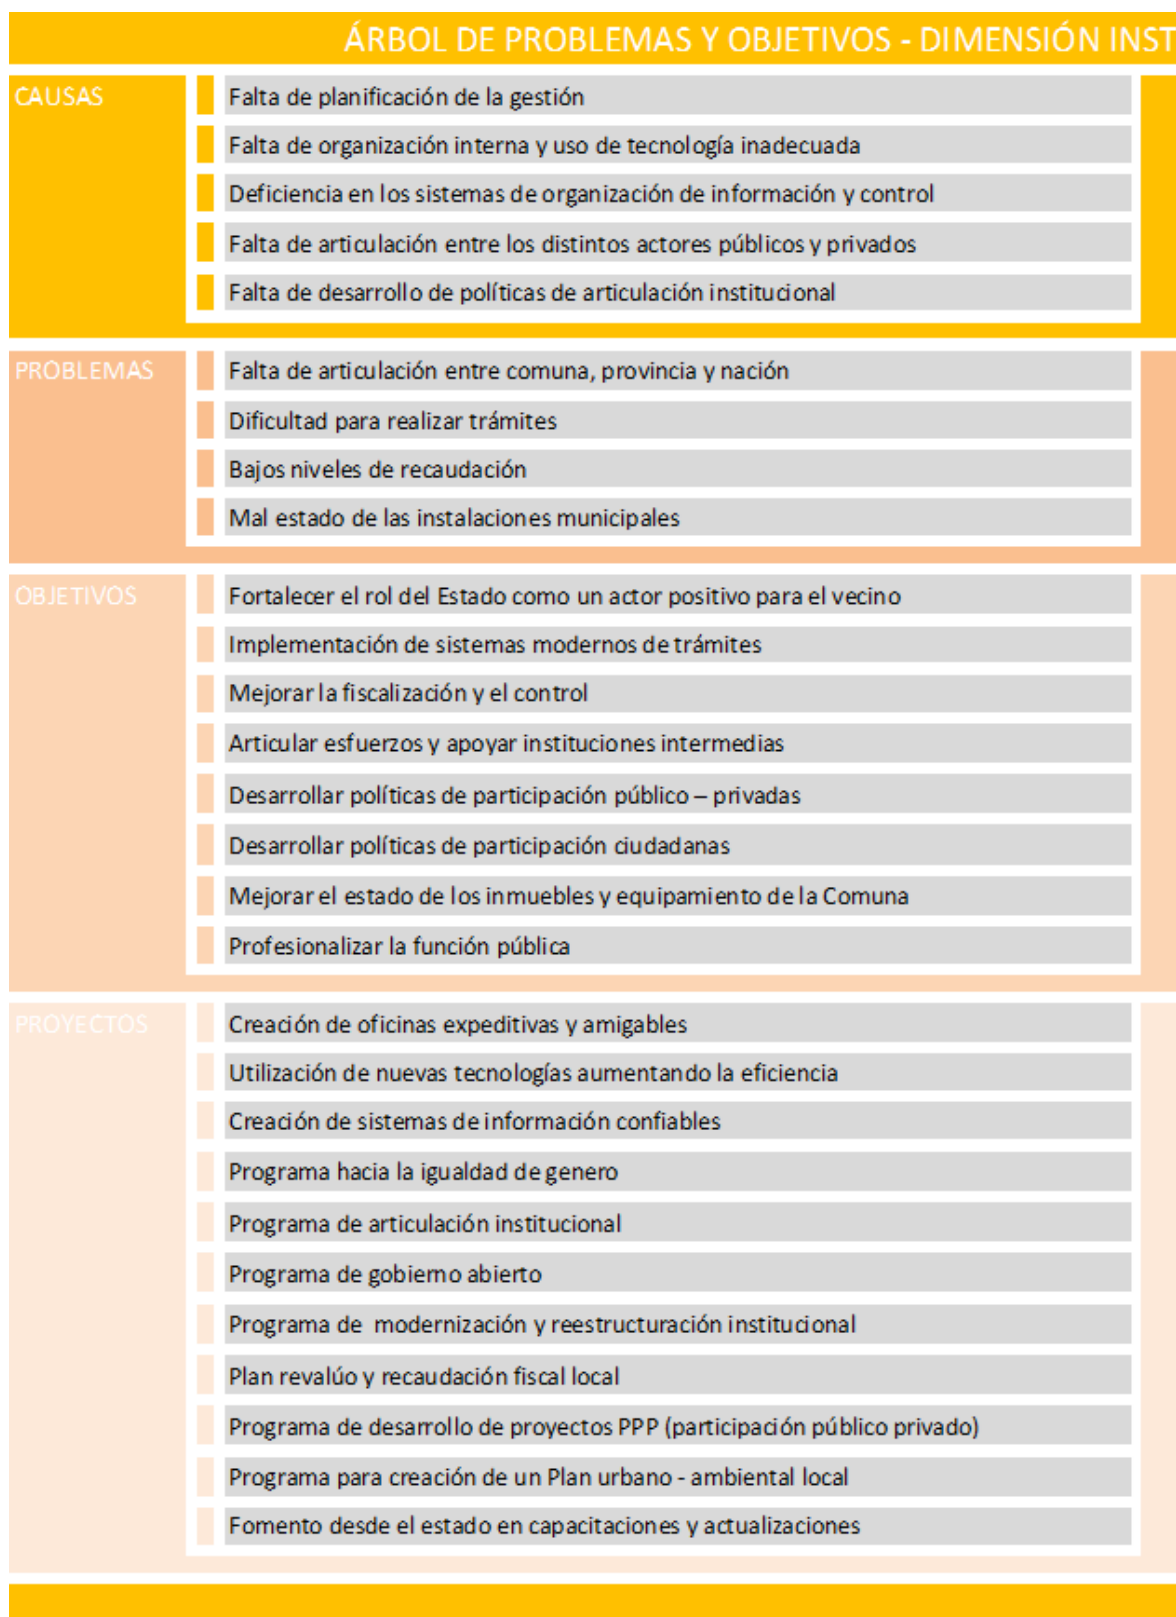 ÁRBOL DE PROBLEMAS Y OBJETIVOS - DIMENSIÓN INST
CAUSAS
Falta de planificación de la gestión
Falta de organización interna y uso de tecnología inadecuada
Deficiencia en los sistemas de organización de información y control
Falta de articulación entre los distintos actores públicos y privados
Falta de desarrollo de políticas de articulación institucional
PROBLEMAS
Falta de articulación entre comuna, provincia y nación
Dificultad para realizar trámites
Bajos niveles de recaudación
Mal estado de las instalaciones municipales
OBJETIVOS
Fortalecer el rol del Estado como un actor positivo para el vecino
Implementación de sistemas modernos de trámites
Mejorar la fiscalización y el control
Articular esfuerzos y apoyar instituciones intermedias
Desarrollar políticas de participación público – privadas
Desarrollar políticas de participación ciudadanas
Mejorar el estado de los inmuebles y equipamiento de la Comuna
Profesionalizar la función pública
PROYECTOS
Creación de oficinas expeditivas y amigables
Utilización de nuevas tecnologías aumentando la eficiencia
Creación de sistemas de información confiables
Programa hacia la igualdad de genero
Programa de articulación institucional
Programa de gobierno abierto
Programa de  modernización y reestructuración institucional
Plan revalúo y recaudación fiscal local
Programa de desarrollo de proyectos PPP (participación público privado)
Programa para creación de un Plan urbano - ambiental local
Fomento desde el estado en capacitaciones y actualizaciones